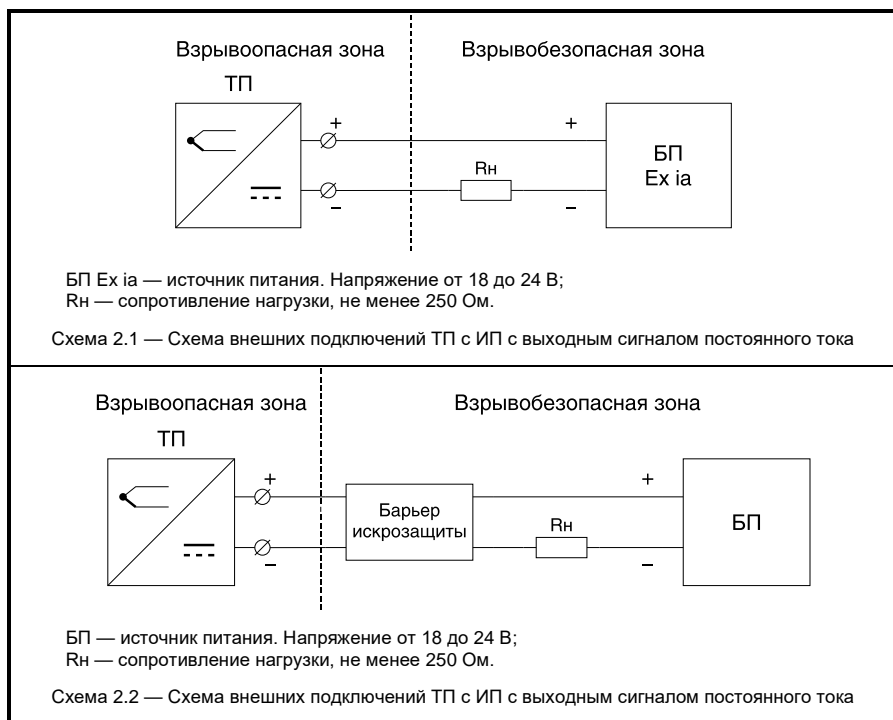 Взрывоопасная зона
Взрывобезопасная зона
ТП
+
+
Rн
БП
Ex ia
–
–
БП Ex ia — источник питания. Напряжение от 18 до 24 В;
Rн — сопротивление нагрузки, не менее 250 Ом.
Схема 2.1 — Схема внешних подключений ТП с ИП с выходным сигналом постоянного тока
Взрывоопасная зона
Взрывобезопасная зона
ТП
+
+
Барьер
искрозащиты
Rн
БП
–
–
БП — источник питания. Напряжение от 18 до 24 В;
Rн — сопротивление нагрузки, не менее 250 Ом.
Схема 2.2 — Схема внешних подключений ТП с ИП с выходным сигналом постоянного тока